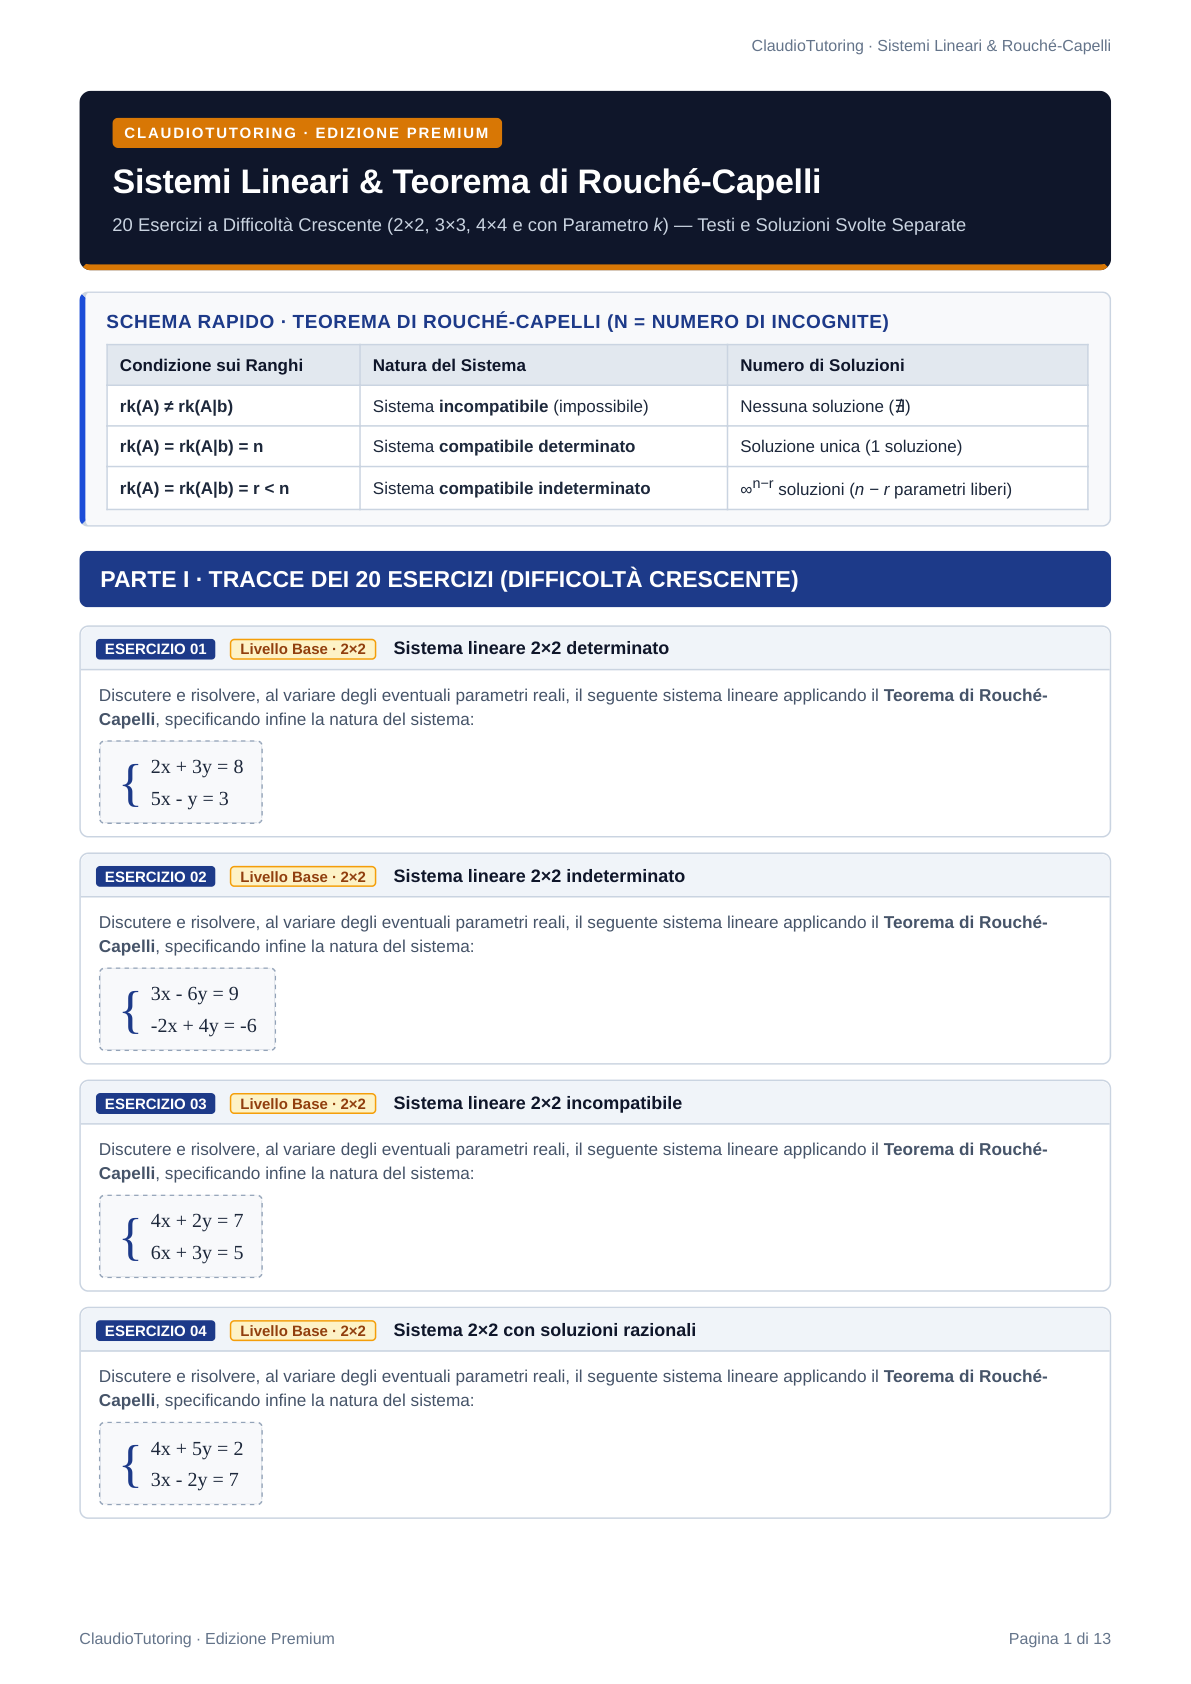 ClaudioTutoring · Sistemi Lineari & Rouché-Capelli
CLAUDIOTUTORING · EDIZIONE PREMIUM
Sistemi Lineari & Teorema di Rouché-Capelli
20 Esercizi a Difficoltà Crescente (2×2, 3×3, 4×4 e con Parametro k) — Testi e Soluzioni Svolte Separate
SCHEMA RAPIDO · TEOREMA DI ROUCHÉ-CAPELLI (N = NUMERO DI INCOGNITE)
Condizione sui Ranghi Natura del Sistema Numero di Soluzioni
rk(A) ≠ rk(A|b) Sistema incompatibile (impossibile) Nessuna soluzione (∄)
rk(A) = rk(A|b) = n Sistema compatibile determinato Soluzione unica (1 soluzione)
rk(A) = rk(A|b) = r < n Sistema compatibile indeterminato ∞ⁿ⁻ʳ soluzioni (n − r parametri liberi)
PARTE I · TRACCE DEI 20 ESERCIZI (DIFFICOLTÀ CRESCENTE)
ESERCIZIO 01 Livello Base · 2×2 Sistema lineare 2×2 determinato
Discutere e risolvere, al variare degli eventuali parametri reali, il seguente sistema lineare applicando il Teorema di Rouché-
Capelli, specificando infine la natura del sistema:
{ 2x + 3y = 8
5x - y = 3
ESERCIZIO 02 Livello Base · 2×2 Sistema lineare 2×2 indeterminato
Discutere e risolvere, al variare degli eventuali parametri reali, il seguente sistema lineare applicando il Teorema di Rouché-
Capelli, specificando infine la natura del sistema:
{ 3x - 6y = 9
-2x + 4y = -6
ESERCIZIO 03 Livello Base · 2×2 Sistema lineare 2×2 incompatibile
Discutere e risolvere, al variare degli eventuali parametri reali, il seguente sistema lineare applicando il Teorema di Rouché-
Capelli, specificando infine la natura del sistema:
{ 4x + 2y = 7
6x + 3y = 5
ESERCIZIO 04 Livello Base · 2×2 Sistema 2×2 con soluzioni razionali
Discutere e risolvere, al variare degli eventuali parametri reali, il seguente sistema lineare applicando il Teorema di Rouché-
Capelli, specificando infine la natura del sistema:
{ 4x + 5y = 2
3x - 2y = 7
ClaudioTutoring · Edizione Premium Pagina 1 di 13